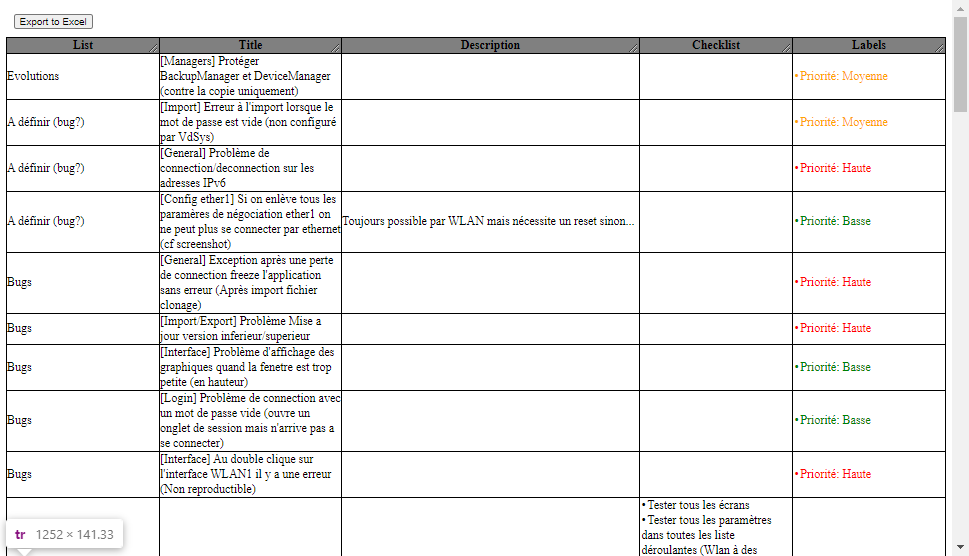 Export to Excel
List Title Description Checklist Labels
Evolutions
[Managers] Protéger
BackupManager et DeviceManager
(contre la copie uniquement)
•Priorité: Moyenne
A définir (bug?)
[Import] Erreur à l'import lorsque le
mot de passe est vide (non configuré
par VdSys)
•Priorité: Moyenne
A définir (bug?)
[General] Problème de
connection/deconnection sur les
adresses IPv6
•Priorité: Haute
A définir (bug?)
[Config ether1] Si on enlève tous les
paramères de négociation ether1 on
ne peut plus se connecter par ethernet
(cf screenshot)
Toujours possible par WLAN mais nécessite un reset sinon...
•Priorité: Basse
Bugs
[General] Exception après une perte
de connection freeze l'application
sans erreur (Après import fichier
clonage)
•Priorité: Haute
Bugs
[Import/Export] Problème Mise a
jour version inferieur/superieur
•Priorité: Haute
Bugs
[Interface] Problème d'affichage des
graphiques quand la fenetre est trop
petite (en hauteur)
•Priorité: Basse
Bugs
[Login] Problème de connection avec
un mot de passe vide (ouvre un
onglet de session mais n'arrive pas a
se connecter)
•Priorité: Basse
Bugs
[Interface] Au double clique sur
l'interface WLAN1 il y a une erreur
(Non reproductible)
•Priorité: Haute
•Tester tous les écrans
•Tester tous les paramètres
dans toutes les liste
déroulantes (Wlan à des
tr 1252 × 141.33